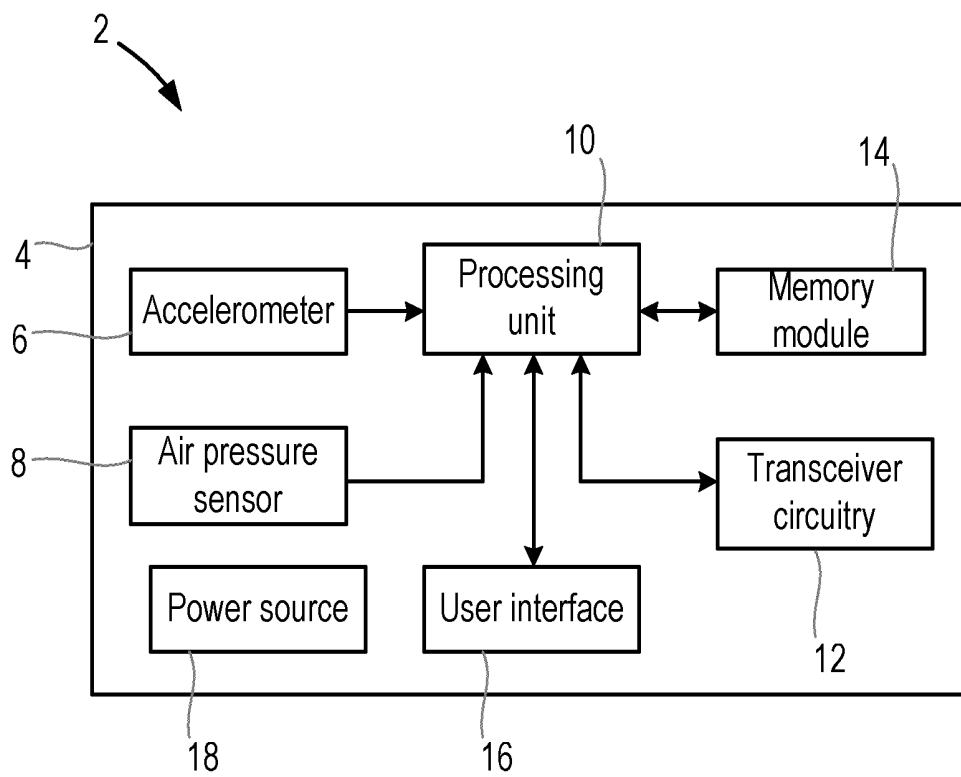 2
10
14
4
Processing
unit
Memory
module
Accelerometer
6
8
Air pressure
sensor
Transceiver
circuitry
Power source
User interface
12
18
16